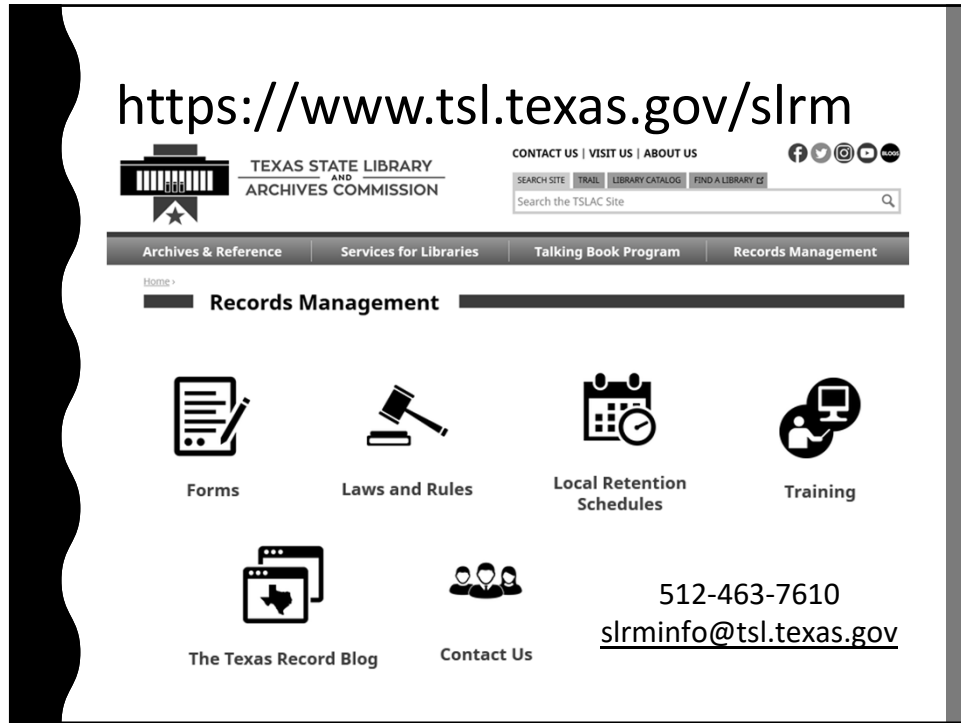 https://www.tsl.texas.gov/slrm
TEXAS STATE LIBRARY
AND
ARCHIVES COMMISSION
CONTACT US | VISIT US | ABOUT US
BLOGS
SEARCH SITE TRAIL LIBRARY CATALOG FIND A LIBRARY
Search the TSLAC Site
Archives & Reference Services for Libraries Talking Book Program Records Management
Home ›
Records Management
Forms
Laws and Rules
Local Retention
Schedules
Training
The Texas Record Blog
Contact Us
512-463-7610
slrminfo@tsl.texas.gov